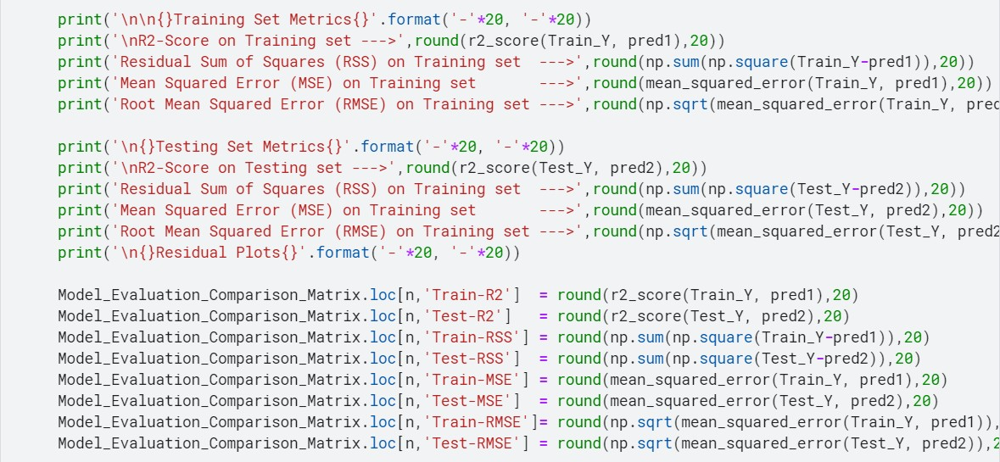 print('\n\n{}Training Set Metrics{}'.format('-'*20, '-'*20))
print('\nR2-Score on Training set --->',round(r2_score(Train_Y, pred1),20))
print('Residual Sum of Squares (RSS) on Training set  --->',round(np.sum(np.square(Train_Y-pred1)),20))
print('Mean Squared Error (MSE) on Training set       --->',round(mean_squared_error(Train_Y, pred1),20))
print('Root Mean Squared Error (RMSE) on Training set --->',round(np.sqrt(mean_squared_error(Train_Y, pred
print('\n{}Testing Set Metrics{}'.format('-'*20, '-'*20))
print('\nR2-Score on Testing set --->',round(r2_score(Test_Y, pred2),20))
print('Residual Sum of Squares (RSS) on Training set  --->',round(np.sum(np.square(Test_Y-pred2)),20))
print('Mean Squared Error (MSE) on Training set       --->',round(mean_squared_error(Test_Y, pred2),20))
print('Root Mean Squared Error (RMSE) on Training set --->',round(np.sqrt(mean_squared_error(Test_Y, pred2
print('\n{}Residual Plots{}'.format('-'*20, '-'*20))
Model_Evaluation_Comparison_Matrix.loc[n,'Train-R2']  = round(r2_score(Train_Y, pred1),20)
Model_Evaluation_Comparison_Matrix.loc[n,'Test-R2']   = round(r2_score(Test_Y, pred2),20)
Model_Evaluation_Comparison_Matrix.loc[n,'Train-RSS'] = round(np.sum(np.square(Train_Y-pred1)),20)
Model_Evaluation_Comparison_Matrix.loc[n,'Test-RSS']  = round(np.sum(np.square(Test_Y-pred2)),20)
Model_Evaluation_Comparison_Matrix.loc[n,'Train-MSE'] = round(mean_squared_error(Train_Y, pred1),20)
Model_Evaluation_Comparison_Matrix.loc[n,'Test-MSE']  = round(mean_squared_error(Test_Y, pred2),20)
Model_Evaluation_Comparison_Matrix.loc[n,'Train-RMSE']= round(np.sqrt(mean_squared_error(Train_Y, pred1)),
Model_Evaluation_Comparison_Matrix.loc[n,'Test-RMSE'] = round(np.sqrt(mean_squared_error(Test_Y, pred2)),2